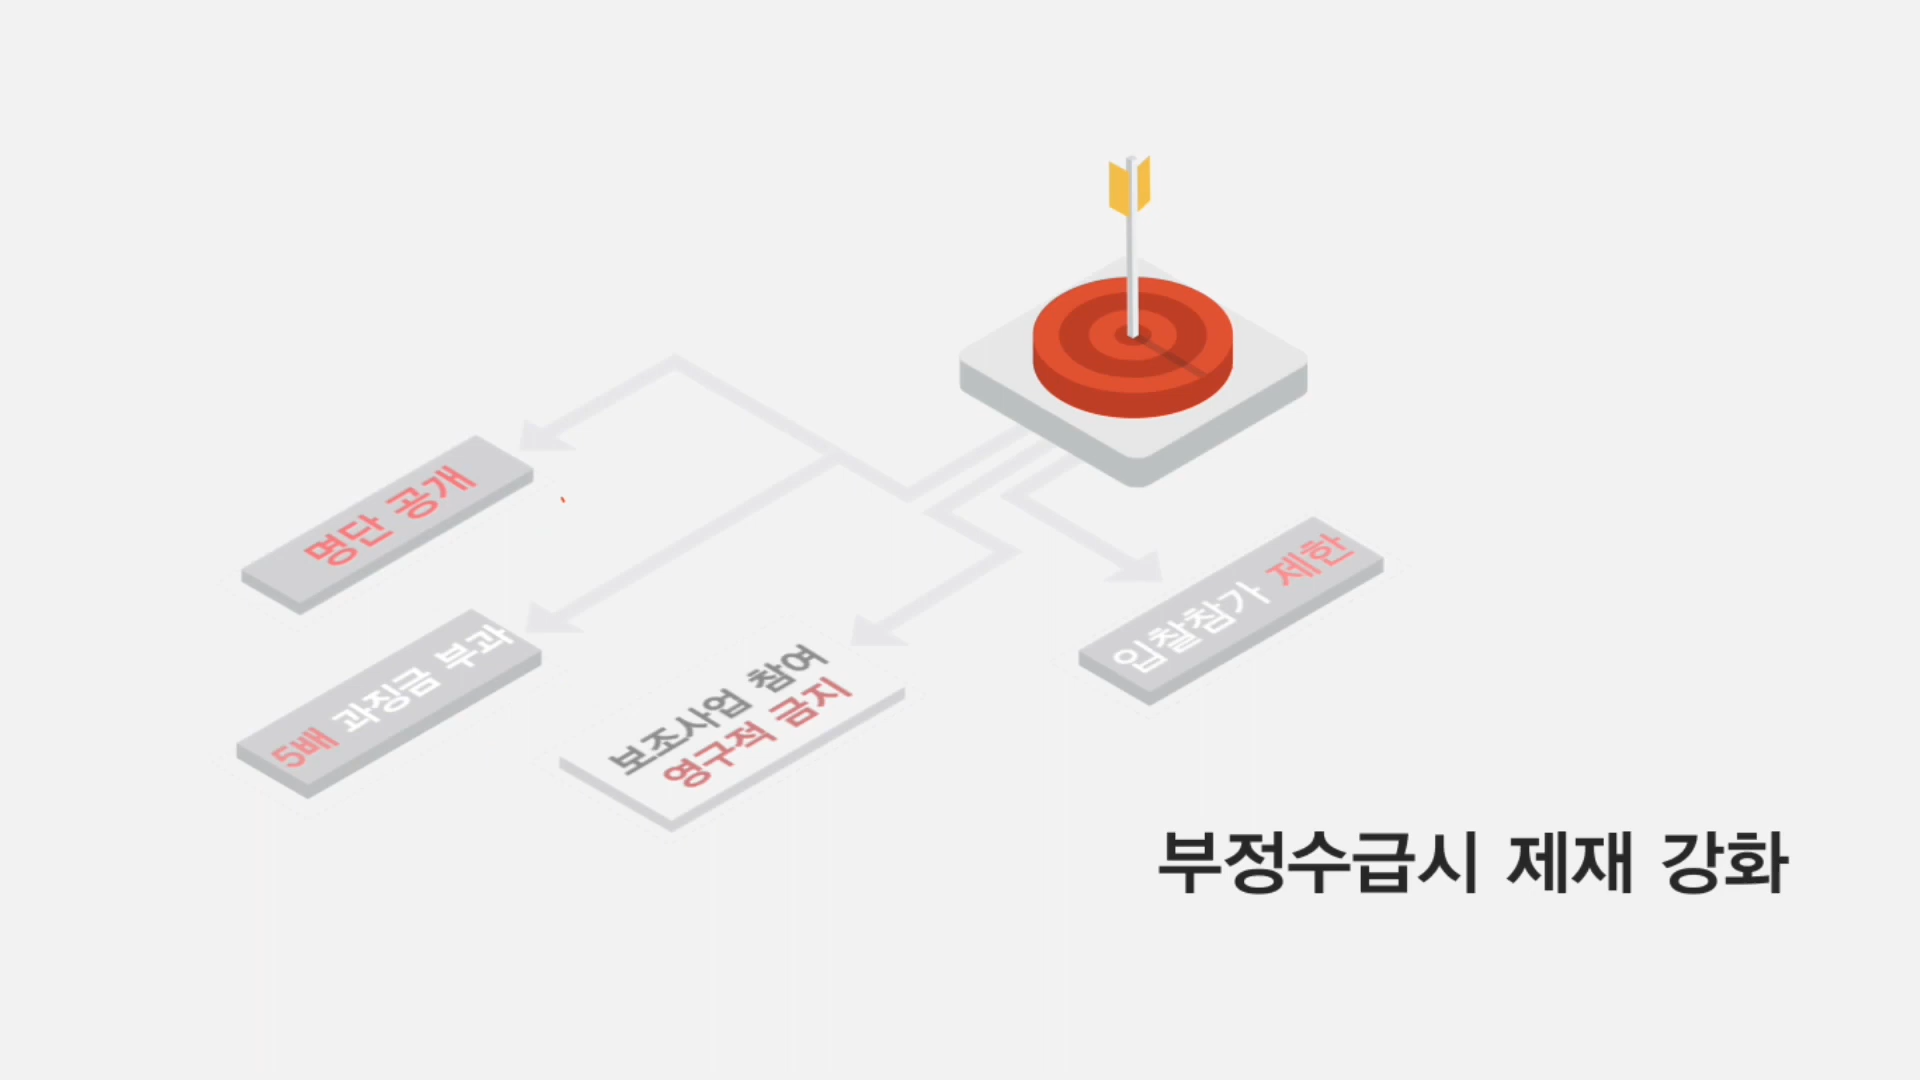 명단 공개
5배 과징금 부과
보조사업 참여
영구적 금지
입찰참가 제한
부정수급시 제재 강화